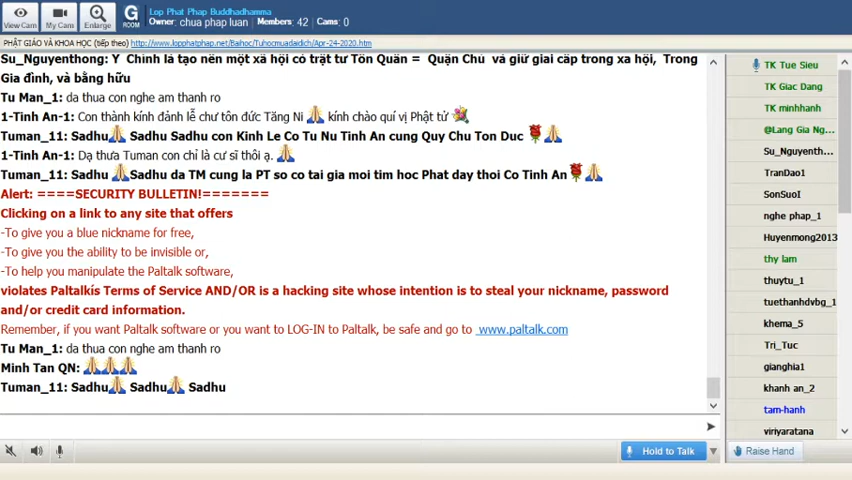 Lop Phat Phap Buddhadhamma
Owner: chua phap luan Members: 42 Cams: 0
View Cam
My Cam
Enlarge
G
ROOM
PHẬT GIÁO VÀ KHOA HỌC (tiếp theo) http://www.lopphatphap.net/Baihoc/Tuhocmuadaidich/Apr-24-2020.htm
Su_Nguyenthong: Y Chính là tạo nên một xã hội có trật tư Tôn Quân = Quận Chủ và giữ giai cấp trong xa hội, Trong
Gia đình, và bằng hữu
Tu Man_1: da thua con nghe am thanh ro
1-Tinh An-1: Con thành kính đảnh lễ chư tôn đức Tăng Ni 🙏 kính chào quí vị Phật tử 💐
Tuman_11: Sadhu🙏 Sadhu Sadhu con Kinh Le Co Tu Nu Tinh An cung Quy Chu Ton Duc 🌹🙏
1-Tinh An-1: Dạ thưa Tuman con chỉ là cư sĩ thôi ạ. 🙏
Tuman_11: Sadhu 🙏Sadhu da TM cung la PT so co tai gia moi tim hoc Phat day thoi Co Tinh An🌹🙏
Alert: ====SECURITY BULLETIN!=======
Clicking on a link to any site that offers
-To give you a blue nickname for free,
-To give you the ability to be invisible or,
-To help you manipulate the Paltalk software,
violates Paltalkís Terms of Service AND/OR is a hacking site whose intention is to steal your nickname, password
and/or credit card information.
Remember, if you want Paltalk software or you want to LOG-IN to Paltalk, be safe and go to www.paltalk.com
Tu Man_1: da thua con nghe am thanh ro
Minh Tan QN: 🙏🙏🙏
Tuman_11: Sadhu🙏 Sadhu🙏 Sadhu
Hold to Talk
TK Tue Sieu
TK Giac Dang
TK minhhanh
@Lang Gia Ng...
Su_Nguyenth...
TranDao1
SonSuoI
nghe phap_1
Huyenmong2013
thy lam
thuytu_1
tuethanhdvbg_1
khema_5
Tri_Tuc
gianghia1
khanh an_2
tam-hanh
viriyaratana
Raise Hand